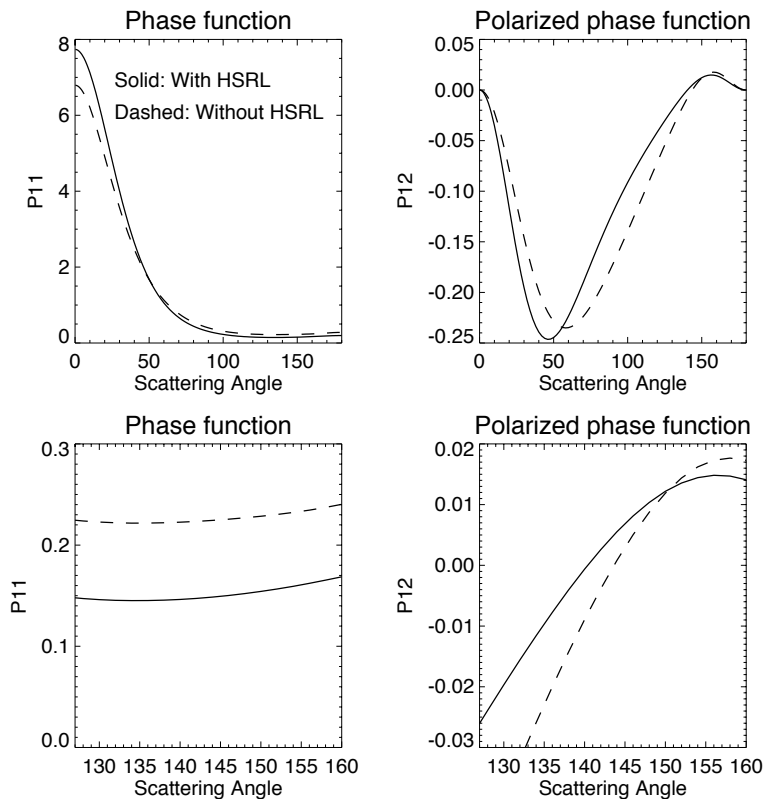 Phase function
8
6
4
2
0
P11
Solid: With HSRL
Dashed: Without HSRL
0 50 100 150
Scattering Angle
Polarized phase function
0.05
0.00
-0.05
-0.10
-0.15
-0.20
-0.25
P12
0 50 100 150
Scattering Angle
Phase function
0.3
0.2
0.1
0.0
P11
130 135 140 145 150 155 160
Scattering Angle
Polarized phase function
0.02
0.01
0.00
-0.01
-0.02
-0.03
P12
130 135 140 145 150 155 160
Scattering Angle